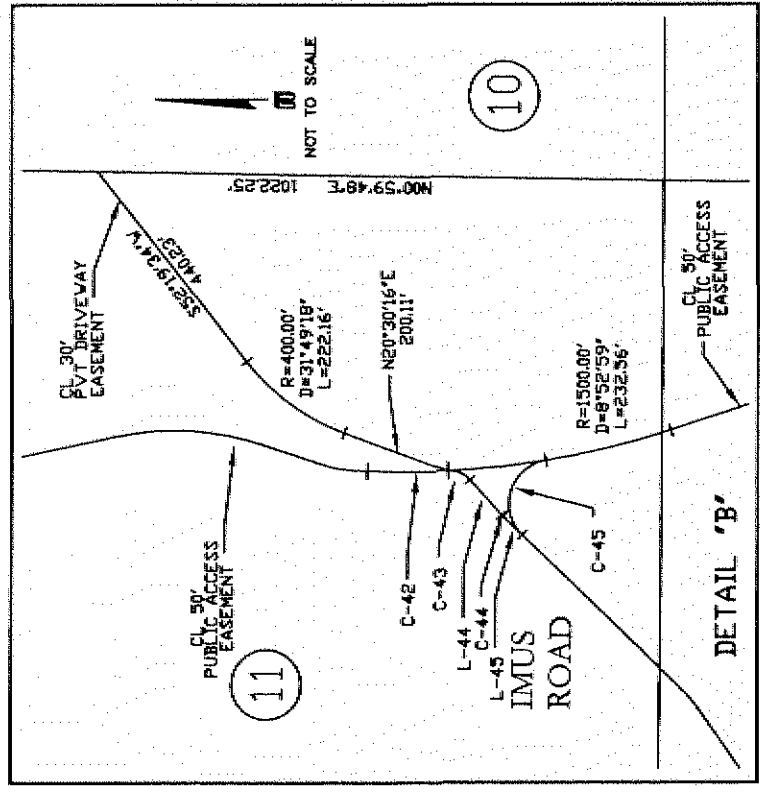 CL 30'
PVT DRIVEWAY
EASEMENT
S52°19'34"W
440.23'
R=400.00'
D=31°49'18"
L=222.16'
N20°30'16"E
200.11'
N00°59'48"E 1022.25'
NOT TO SCALE
10
CL 50'
PUBLIC ACCESS
EASEMENT
11
C-42
C-43
L-44
C-44
L-45
IMUS
ROAD
C-45
R=1500.00'
D=8°52'59"
L=232.56'
CL 50'
PUBLIC ACCESS
EASEMENT
DETAIL 'B'